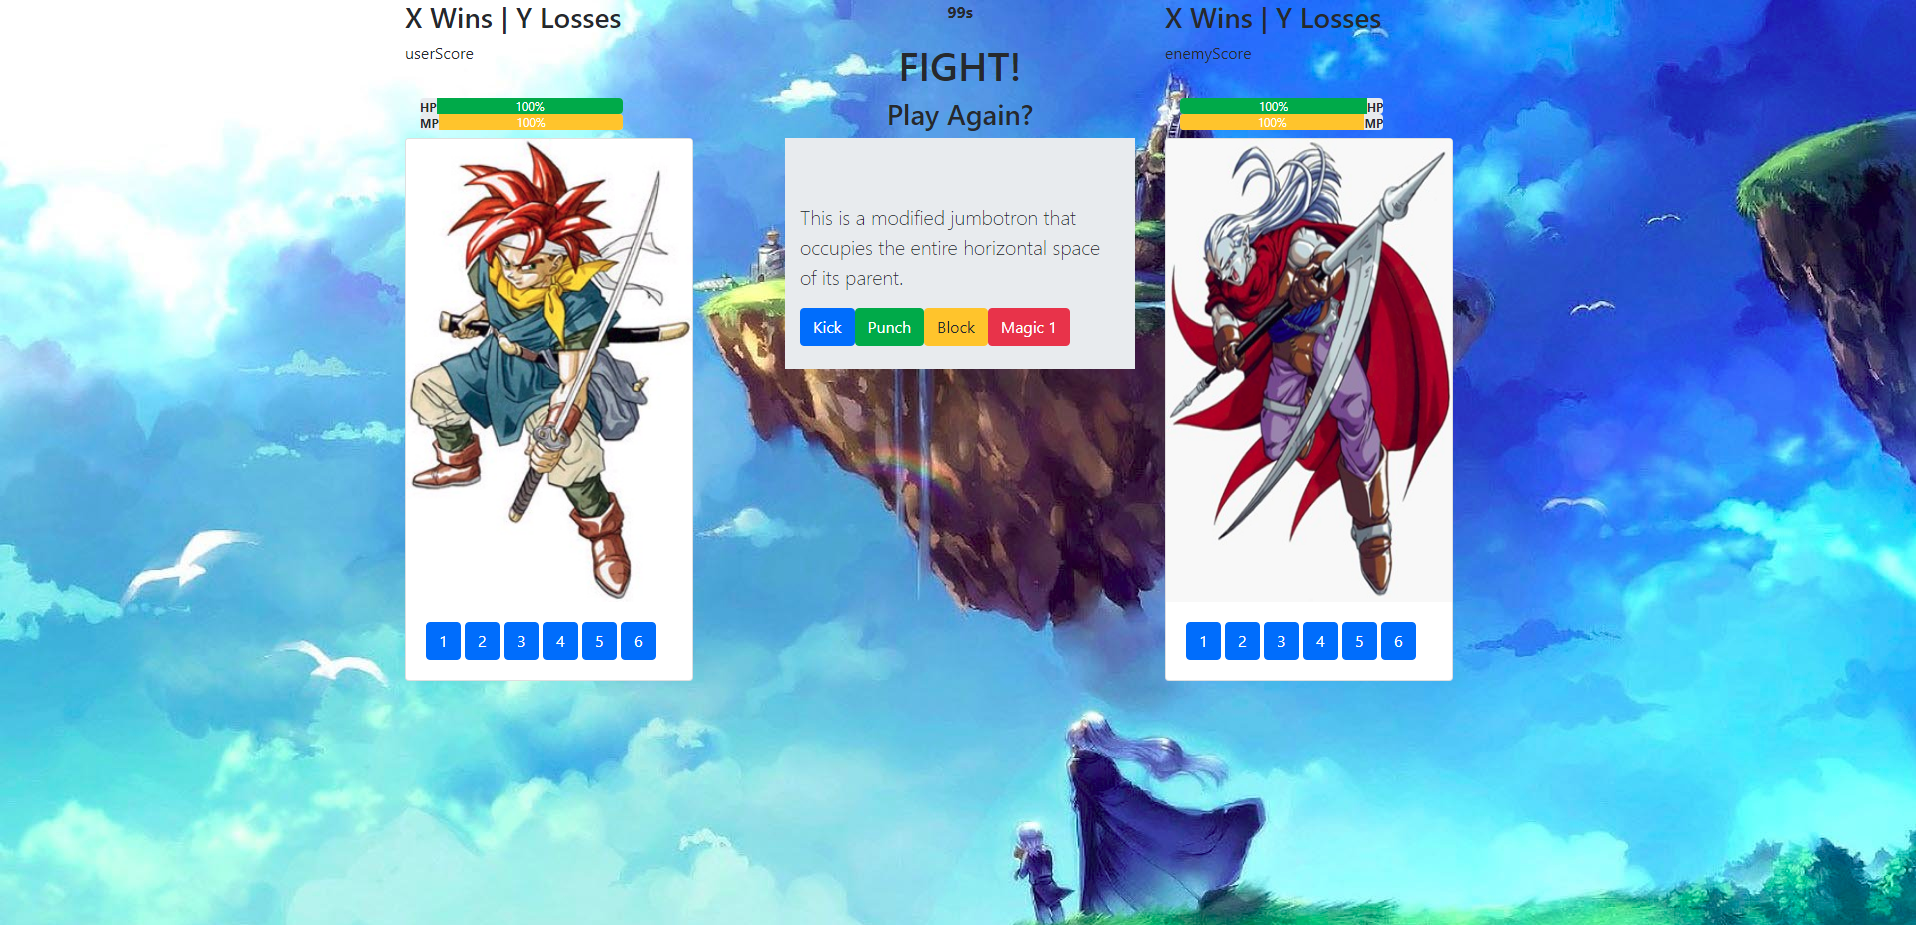 X Wins | Y Losses
userScore
HP 100%
MP 100%
1 2 3 4 5 6
99s
FIGHT!
Play Again?
This is a modified jumbotron that
occupies the entire horizontal space
of its parent.
Kick Punch Block Magic 1
X Wins | Y Losses
enemyScore
100% HP
100% MP
1 2 3 4 5 6